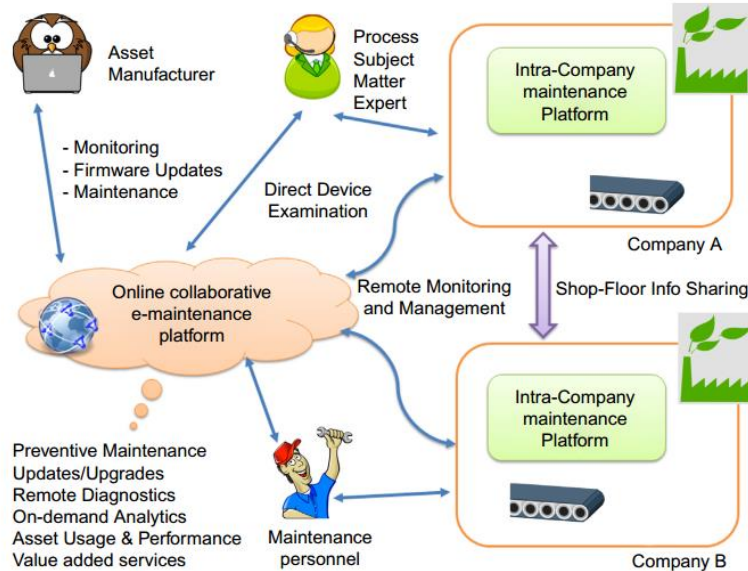 Asset
Manufacturer
Process
Subject
Matter
Expert
Intra-Company
maintenance
Platform
- Monitoring
- Firmware Updates
- Maintenance
Direct Device
Examination
Company A
Online collaborative
e-maintenance
platform
Remote Monitoring
and Management
Shop-Floor Info Sharing
Intra-Company
maintenance
Platform
Preventive Maintenance
Updates/Upgrades
Remote Diagnostics
On-demand Analytics
Asset Usage & Performance
Value added services
Maintenance
personnel
Company B